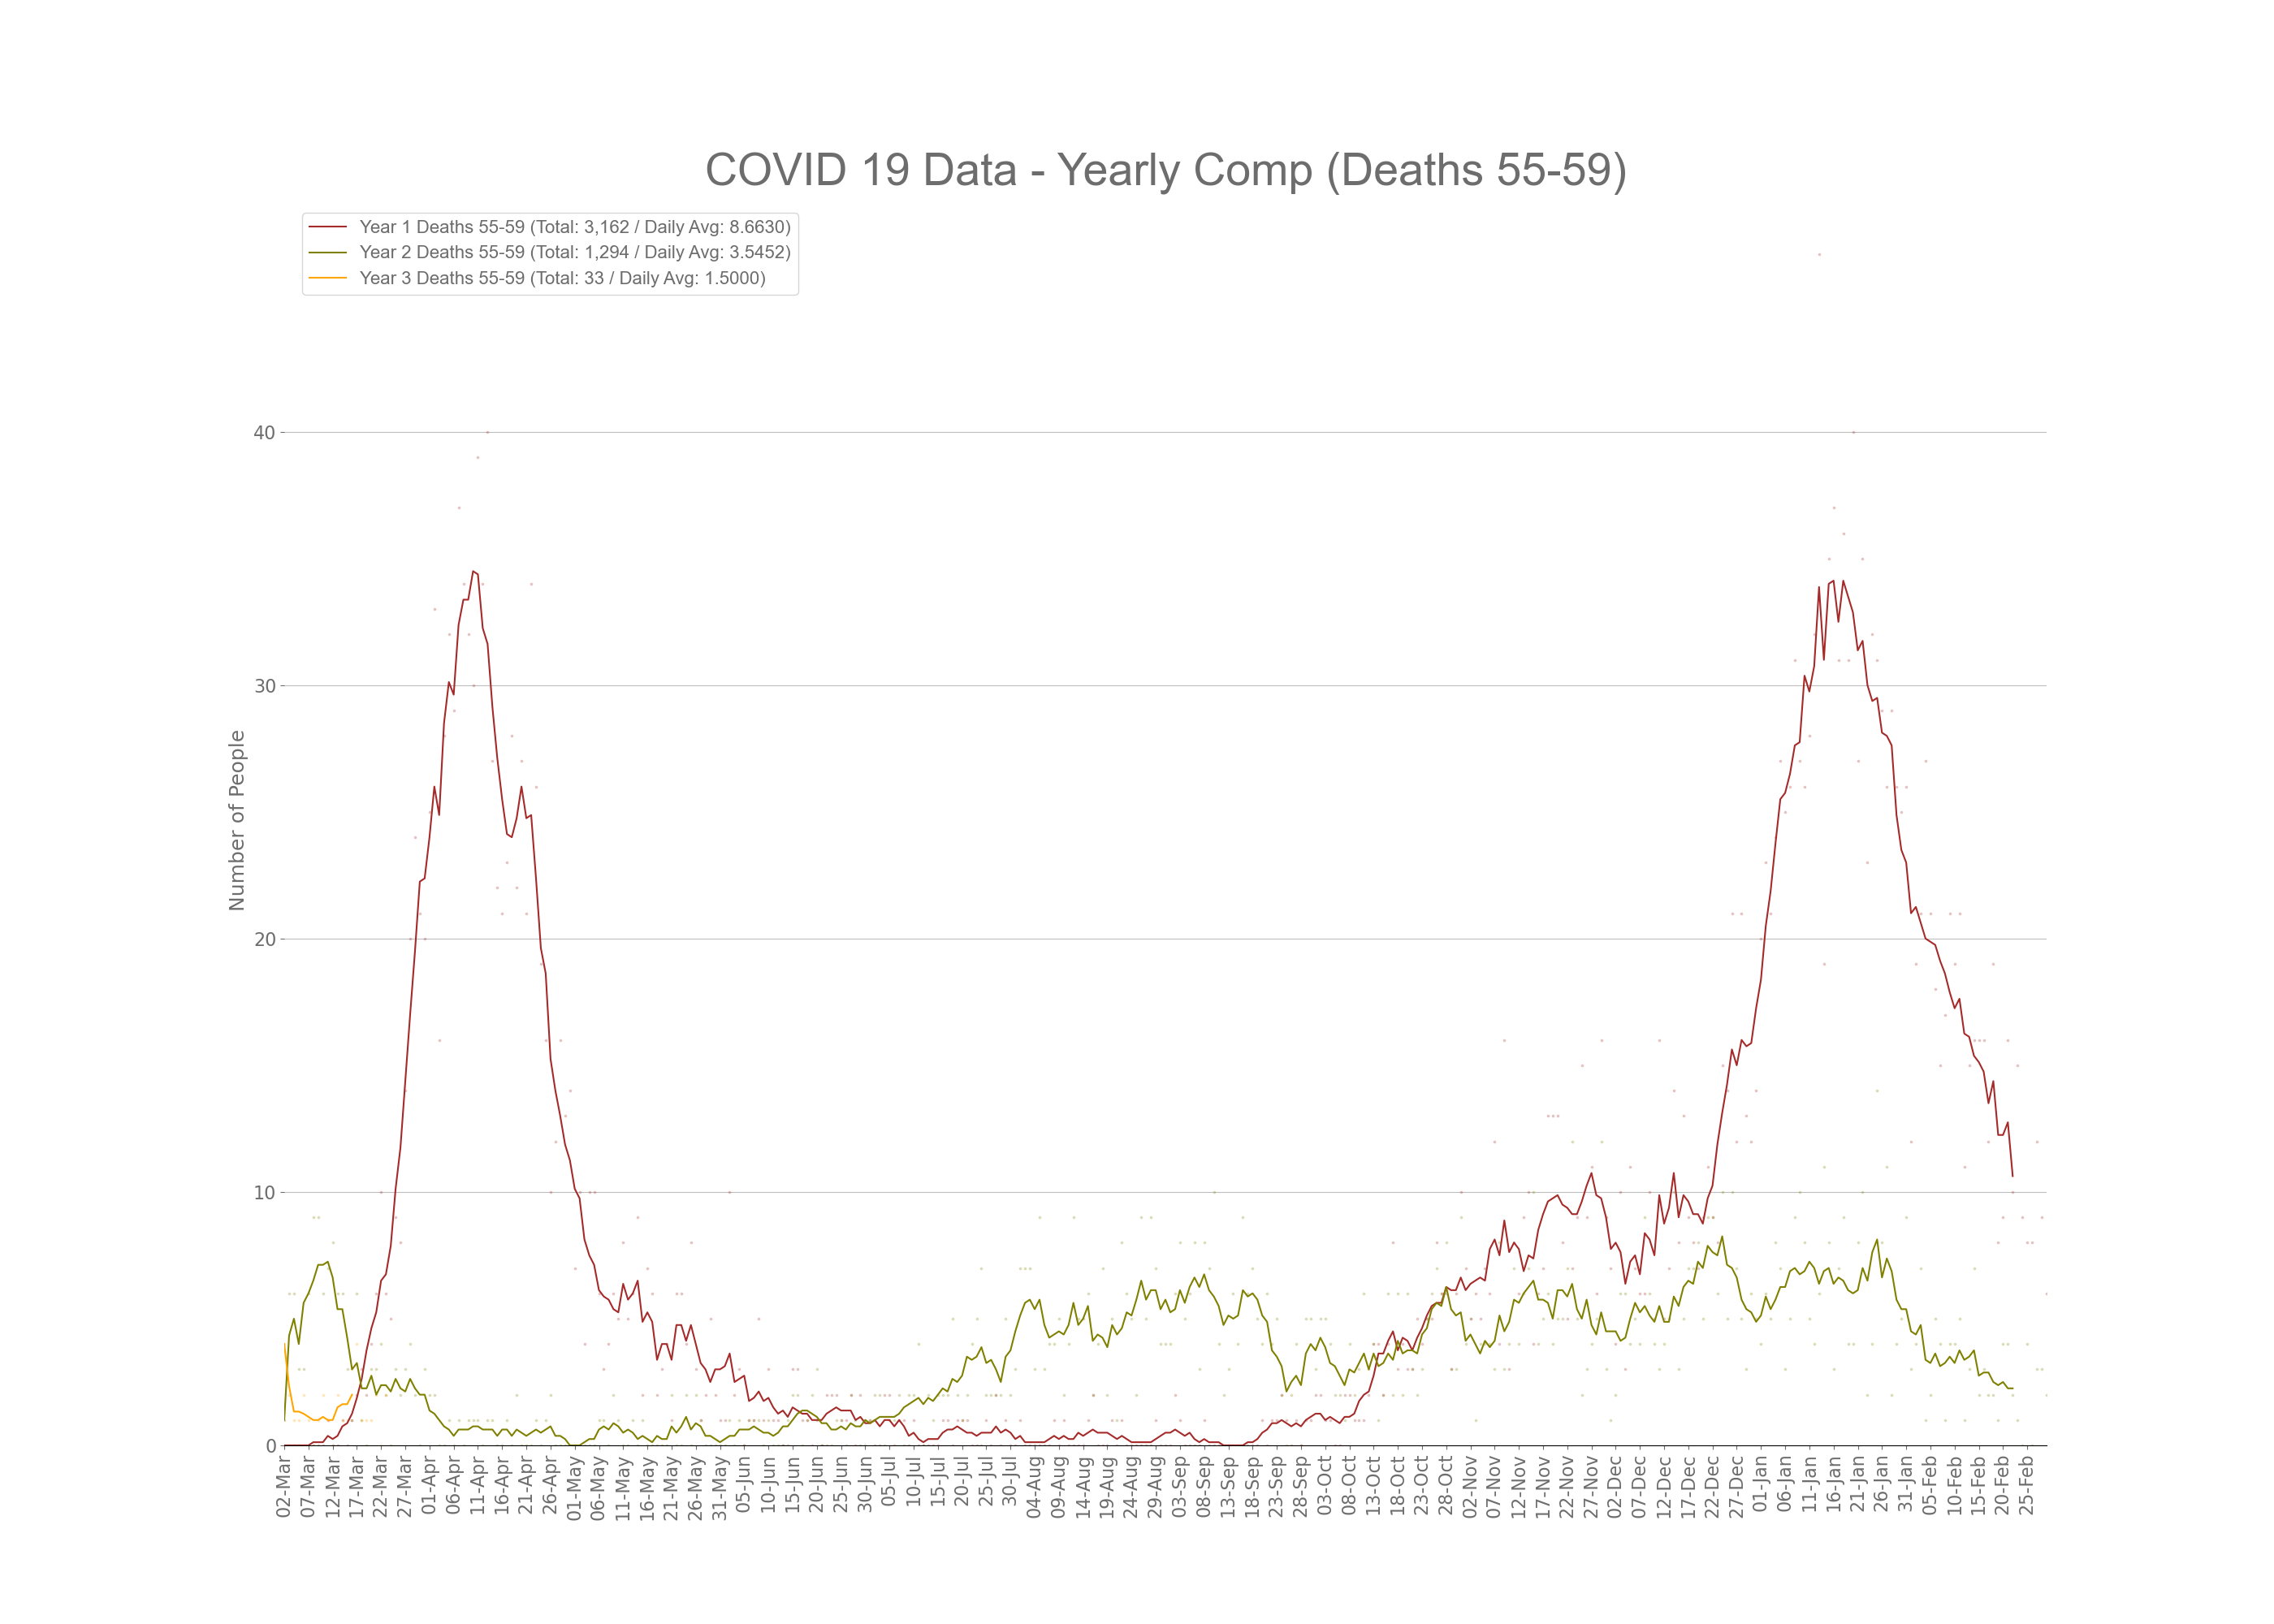 COVID 19 Data - Yearly Comp (Deaths 55-59)
Year 1 Deaths 55-59 (Total: 3,162 / Daily Avg: 8.6630)
Year 2 Deaths 55-59 (Total: 1,294 / Daily Avg: 3.5452)
Year 3 Deaths 55-59 (Total: 33 / Daily Avg: 1.5000)
Number of People
40
30
20
10
0
02-Mar
07-Mar
12-Mar
17-Mar
22-Mar
27-Mar
01-Apr
06-Apr
11-Apr
16-Apr
21-Apr
26-Apr
01-May
06-May
11-May
16-May
21-May
26-May
31-May
05-Jun
10-Jun
15-Jun
20-Jun
25-Jun
30-Jun
05-Jul
10-Jul
15-Jul
20-Jul
25-Jul
30-Jul
04-Aug
09-Aug
14-Aug
19-Aug
24-Aug
29-Aug
03-Sep
08-Sep
13-Sep
18-Sep
23-Sep
28-Sep
03-Oct
08-Oct
13-Oct
18-Oct
23-Oct
28-Oct
02-Nov
07-Nov
12-Nov
17-Nov
22-Nov
27-Nov
02-Dec
07-Dec
12-Dec
17-Dec
22-Dec
27-Dec
01-Jan
06-Jan
11-Jan
16-Jan
21-Jan
26-Jan
31-Jan
05-Feb
10-Feb
15-Feb
20-Feb
25-Feb